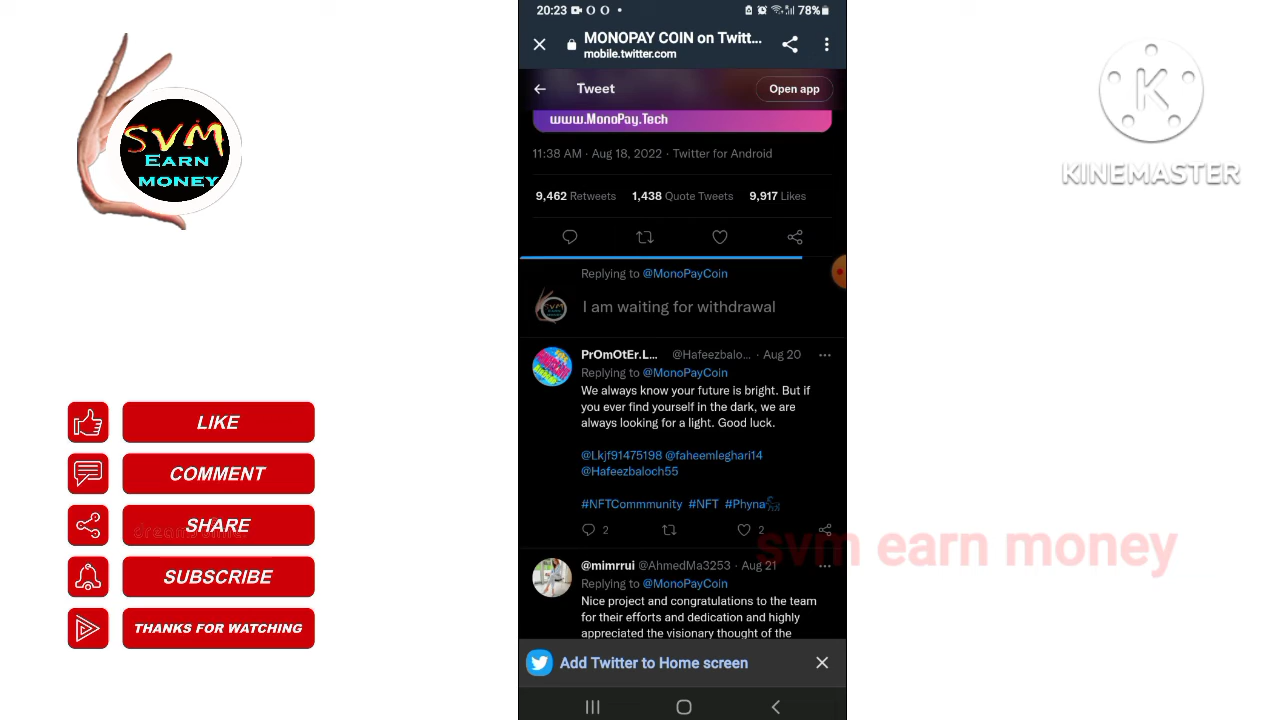 SVM
EARN
MONEY
LIKE
COMMENT
SHARE
SUBSCRIBE
THANKS FOR WATCHING
20:23
78%
MONOPAY COIN on Twitt...
mobile.twitter.com
Tweet
Open app
www.MonoPay.Tech
11:38 AM · Aug 18, 2022 · Twitter for Android
9,462 Retweets 1,438 Quote Tweets 9,917 Likes
Replying to @MonoPayCoin
I am waiting for withdrawal
PrOmOtEr.L... @Hafeezbalo... · Aug 20
Replying to @MonoPayCoin
We always know your future is bright. But if
you ever find yourself in the dark, we are
always looking for a light. Good luck.
@Lkjf91475198 @faheemleghari14
@Hafeezbaloch55
#NFTCommmunity #NFT #Phyna
2 2
@mimrrui @AhmedMa3253 · Aug 21
Replying to @MonoPayCoin
Nice project and congratulations to the team
for their efforts and dedication and highly
appreciated the visionary thought of the
Add Twitter to Home screen
K
KINEMASTER
svm earn money